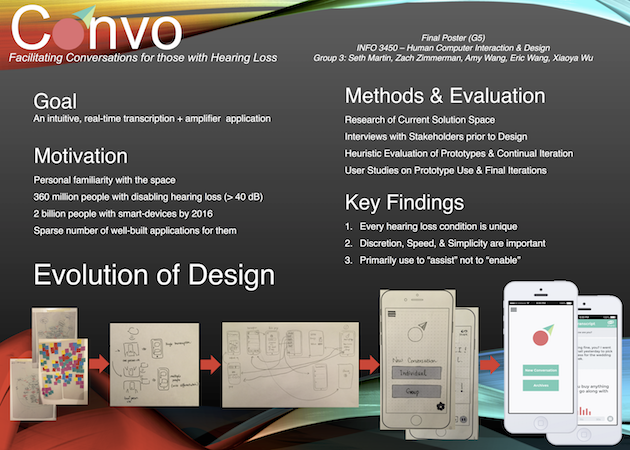 Convo
Facilitating Conversations for those with Hearing Loss
Final Poster (G5)
INFO 3450 – Human Computer Interaction & Design
Group 3: Seth Martin, Zach Zimmerman, Amy Wang, Eric Wang, Xiaoya Wu
Goal
An intuitive, real-time transcription + amplifier application
Motivation
Personal familiarity with the space
360 million people with disabling hearing loss (> 40 dB)
2 billion people with smart-devices by 2016
Sparse number of well-built applications for them
Methods & Evaluation
Research of Current Solution Space
Interviews with Stakeholders prior to Design
Heuristic Evaluation of Prototypes & Continual Iteration
User Studies on Prototype Use & Final Iterations
Key Findings
1. Every hearing loss condition is unique
2. Discretion, Speed, & Simplicity are important
3. Primarily use to “assist” not to “enable”
Evolution of Design
New Conversation
Individual
Group
New Conversation
Archives